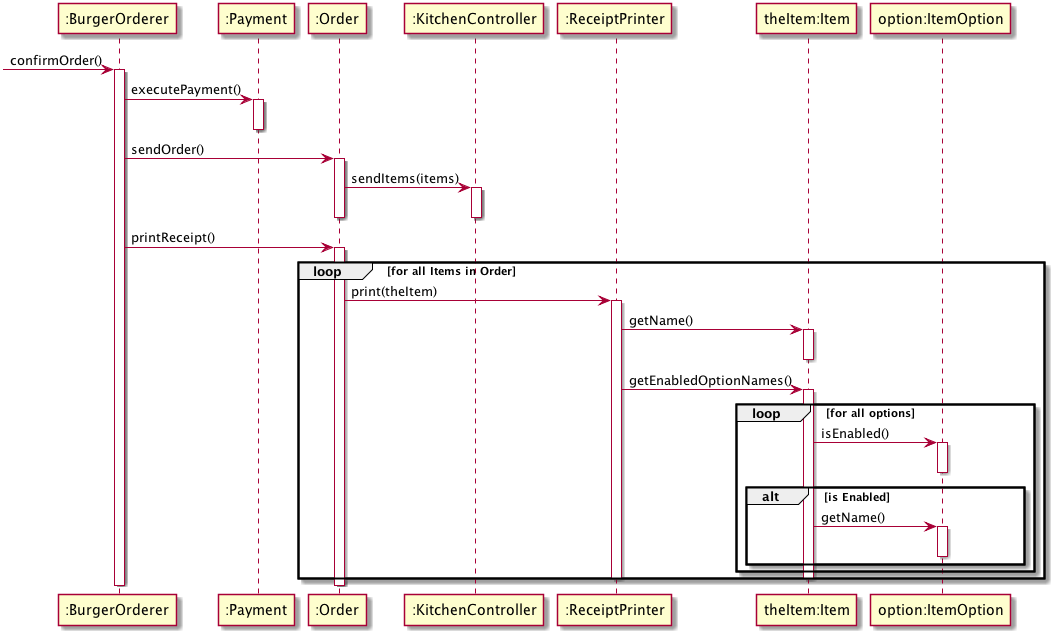 :BurgerOrderer :Payment :Order :KitchenController :ReceiptPrinter theItem:Item option:ItemOption
confirmOrder()
executePayment()
sendOrder()
sendItems(items)
printReceipt()
loop [for all Items in Order]
print(theItem)
getName()
getEnabledOptionNames()
loop [for all options]
isEnabled()
alt [is Enabled]
getName()
:BurgerOrderer :Payment :Order :KitchenController :ReceiptPrinter theItem:Item option:ItemOption